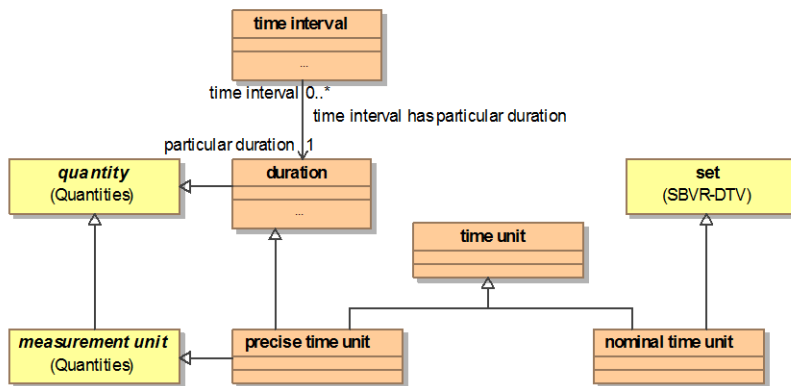 time interval
...
time interval 0..*
time interval has particular duration
particular duration 1
quantity
(Quantities)
duration
...
set
(SBVR-DTV)
time unit
measurement unit
(Quantities)
precise time unit
nominal time unit